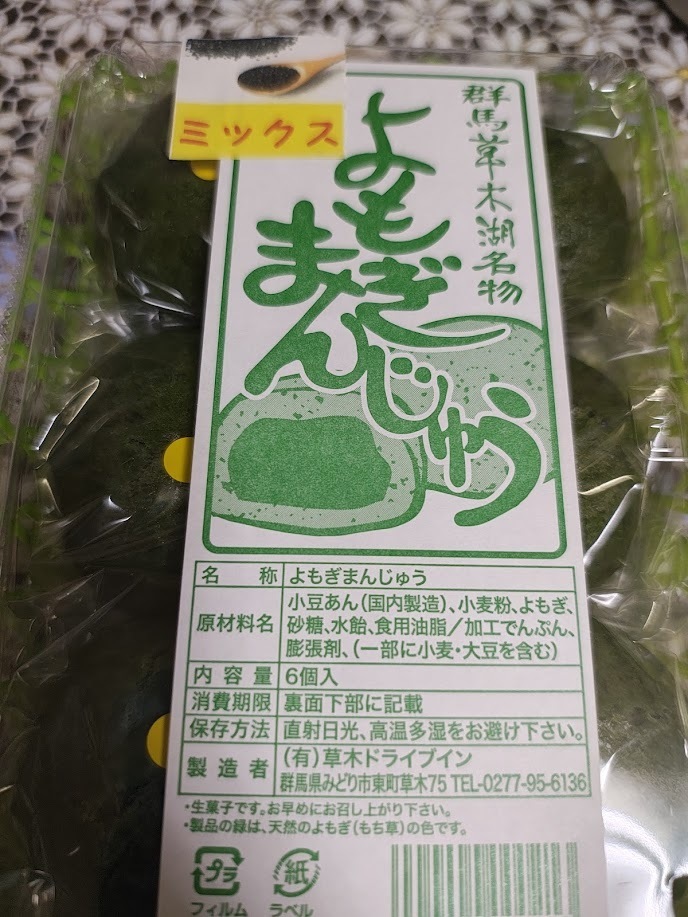 ミックス
群馬草木湖名物
よもぎ
まんじゅう
名　称 よもぎまんじゅう
原材料名 小豆あん(国内製造)、小麦粉、よもぎ、
砂糖、水飴、食用油脂／加工でんぷん、
膨張剤、(一部に小麦・大豆を含む)
内容量 6個入
消費期限 裏面下部に記載
保存方法 直射日光、高温多湿をお避け下さい。
製造者 (有)草木ドライブイン
群馬県みどり市東町草木75 TEL-0277-95-6136
・生菓子です。お早めにお召し上がり下さい。
・製品の緑は、天然のよもぎ(もち草)の色です。
プラ 紙
フィルム ラベル